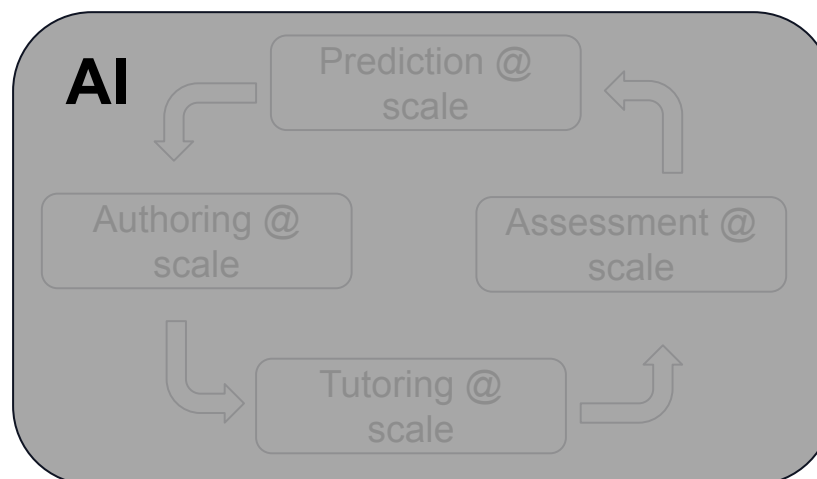 AI
Prediction @
scale
Authoring @
scale
Assessment @
scale
Tutoring @
scale